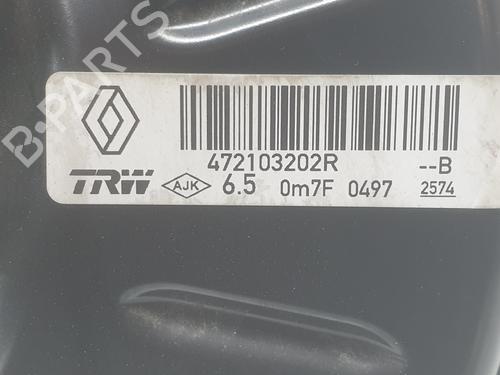 B-PARTS
472103202R --B
TRW AJK 6.5 0m7F 0497 2574